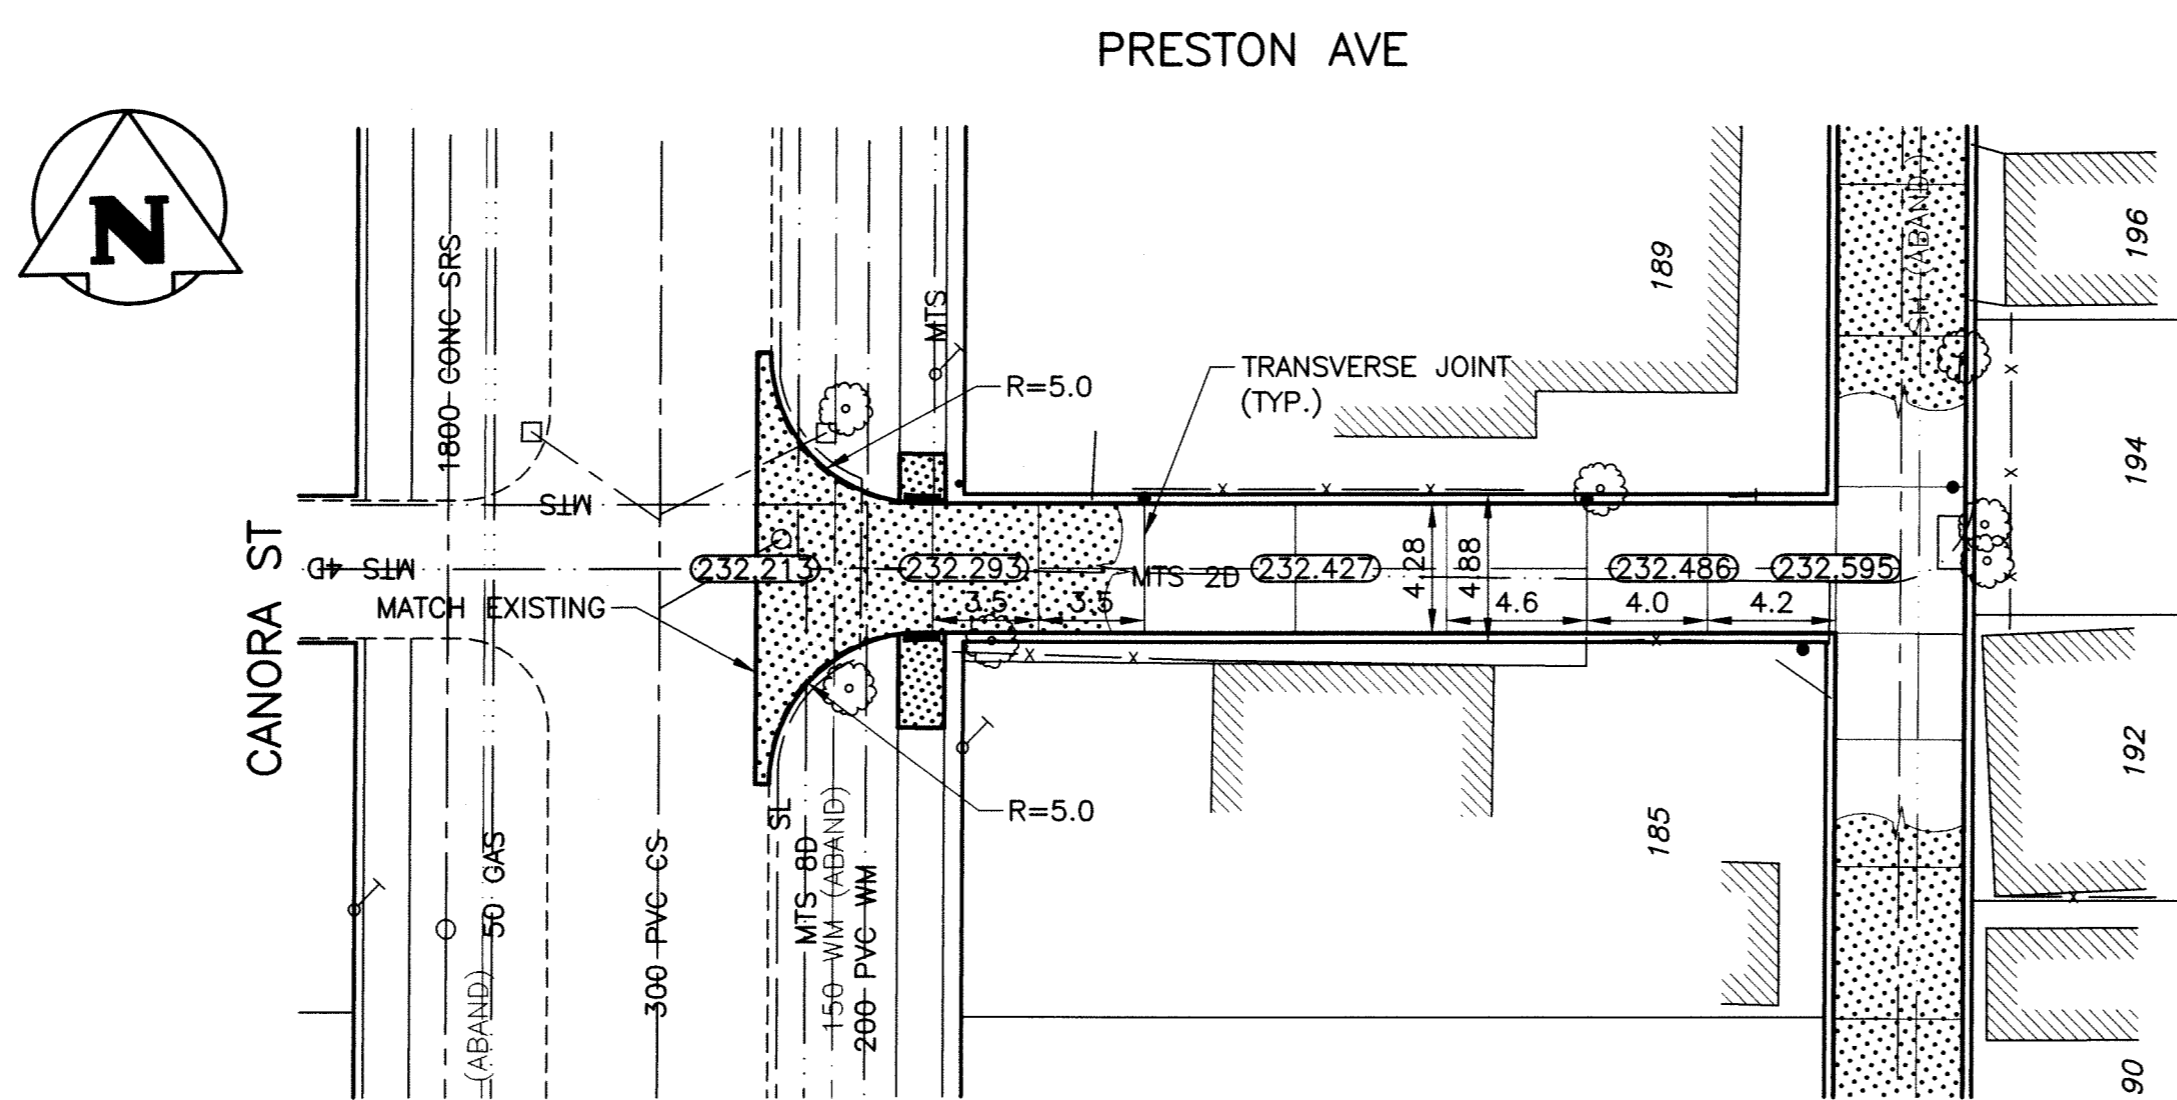 PRESTON AVE
N
1800 CONC SRS
MTS
SH (ABAND)
189
196
R=5.0
TRANSVERSE JOINT
(TYP.)
194
MTS
CANORA ST
MTS 4D
232.213
232.293
MTS 2D
232.427
4.28
4.88
232.486
232.595
MATCH EXISTING
3.5
3.5
4.6
4.0
4.2
192
SL
R=5.0
185
50 GAS
(ABAND)
300 PVC CS
MTS 8D
150 WM (ABAND)
200 PVC WM
90